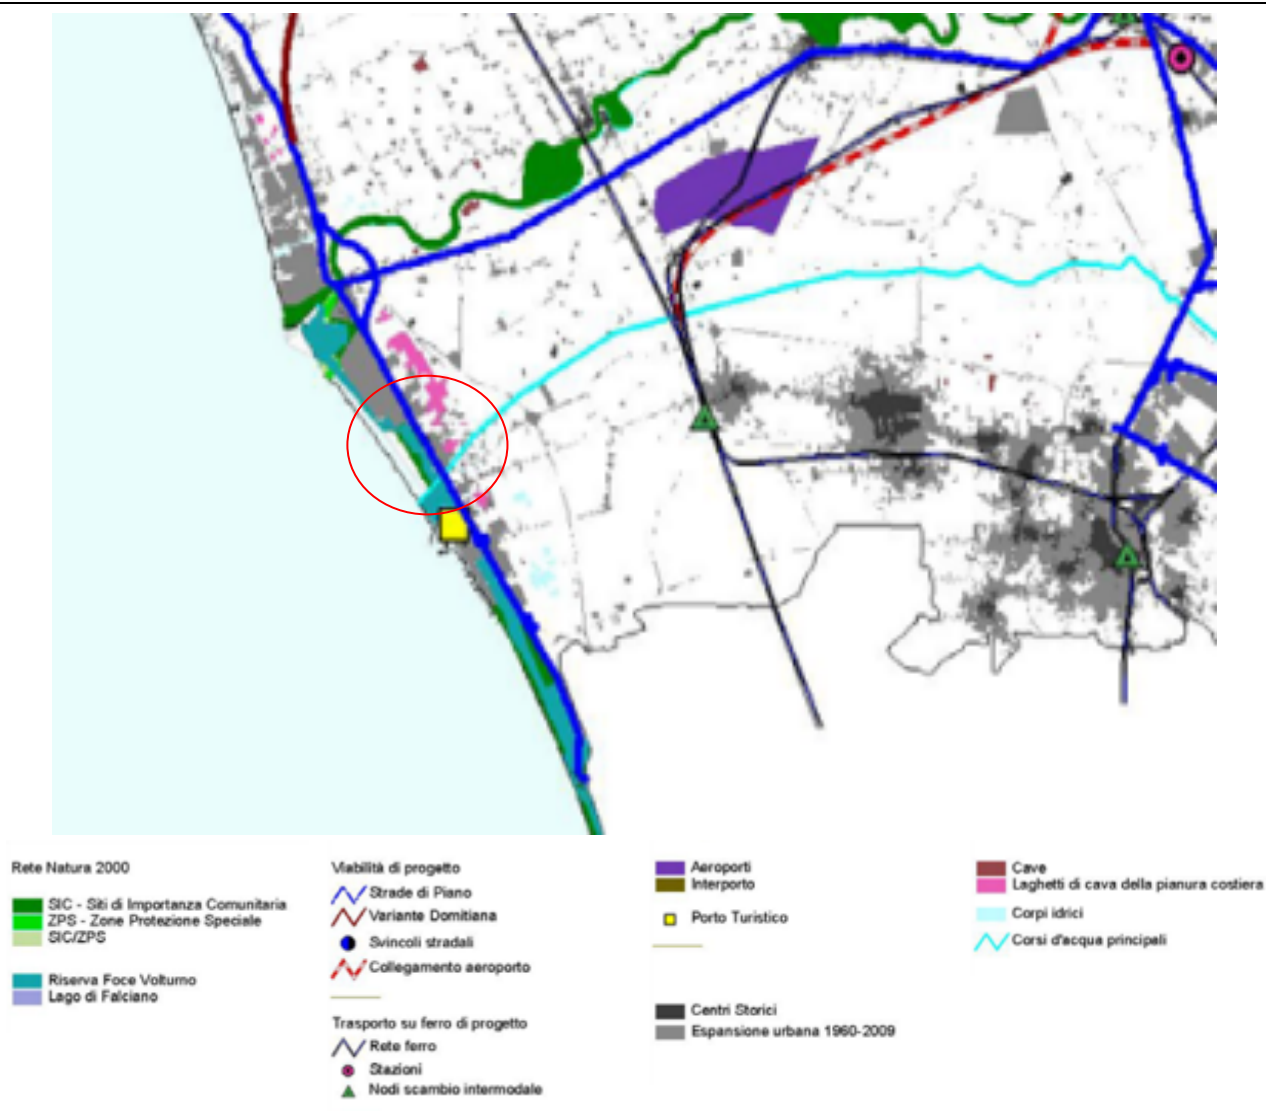 Rete Natura 2000
SIC - Siti di Importanza Comunitaria
ZPS - Zone Protezione Speciale
SIC/ZPS
Riserva Foce Volturno
Lago di Falciano
Viabilità di progetto
Strade di Piano
Variante Domitiana
Svincoli stradali
Collegamento aeroporto
Trasporto su ferro di progetto
Rete ferro
Stazioni
Nodi scambio intermodale
Aeroporti
Interporto
Porto Turistico
Centri Storici
Espansione urbana 1960-2009
Cave
Laghetti di cava della pianura costiera
Corpi idrici
Corsi d'acqua principali